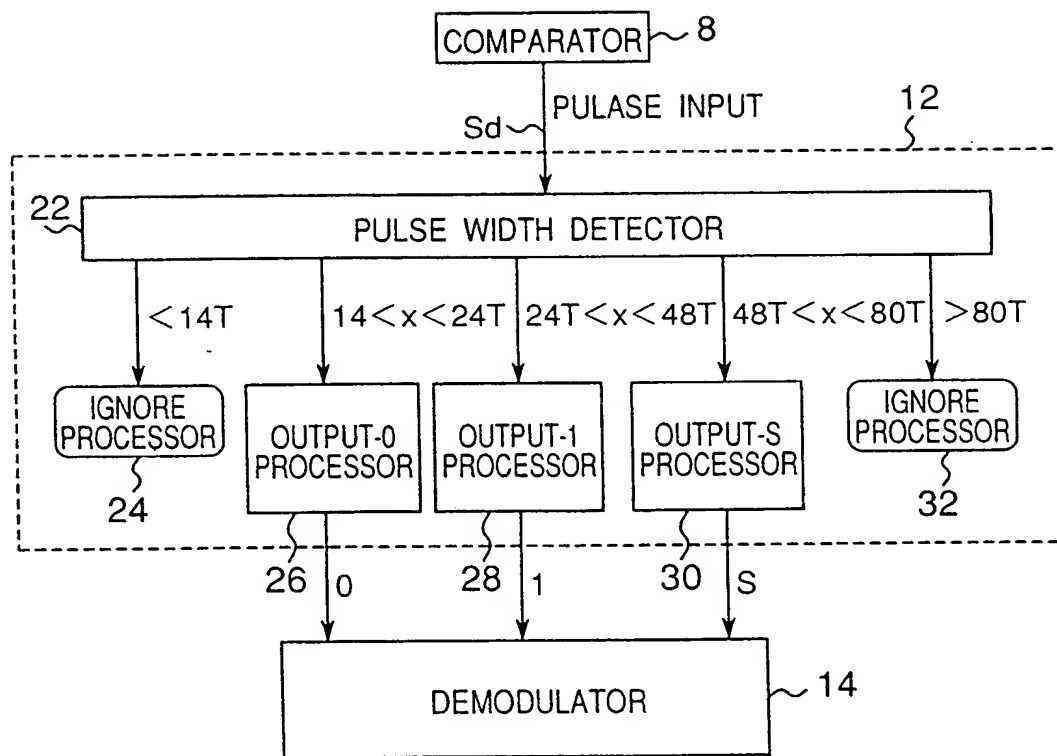 COMPARATOR
8
PULASE INPUT
Sd
12
22
PULSE WIDTH DETECTOR
<14T
14<x<24T
24T<x<48T
48T<x<80T
>80T
IGNORE
PROCESSOR
24
OUTPUT-0
PROCESSOR
26
OUTPUT-1
PROCESSOR
28
OUTPUT-S
PROCESSOR
30
IGNORE
PROCESSOR
32
0
1
S
DEMODULATOR
14